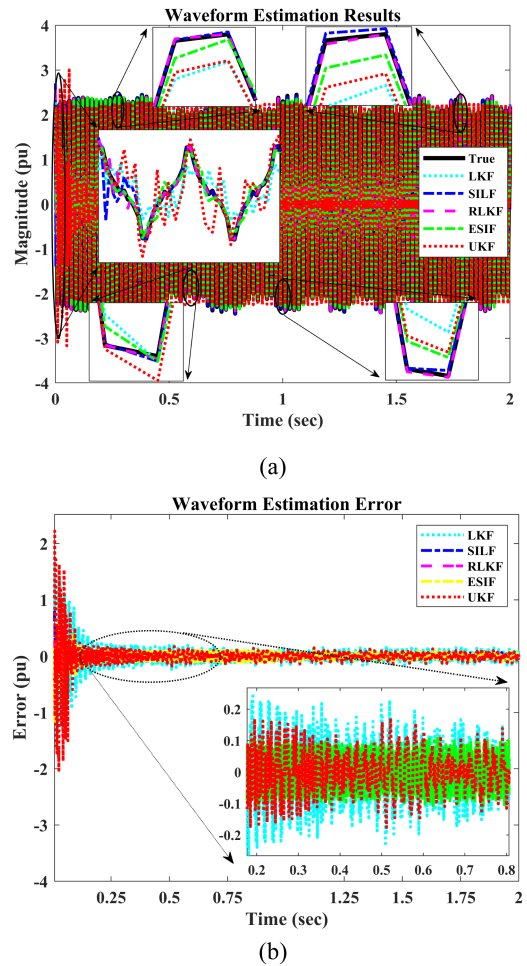 Waveform Estimation Results
Magnitude (pu)
4
3
2
1
0
-1
-2
-3
-4
0
0.5
1
1.5
2
Time (sec)
True
LKF
SILF
RLKF
ESIF
UKF
(a)
Waveform Estimation Error
Error (pu)
2
1
0
-1
-2
-3
-4
0.25
0.5
0.75
1.25
1.5
1.75
2
Time (sec)
LKF
SILF
RLKF
ESIF
UKF
0.2
0.1
0
-0.1
-0.2
0.2
0.3
0.4
0.5
0.6
0.7
0.8
(b)